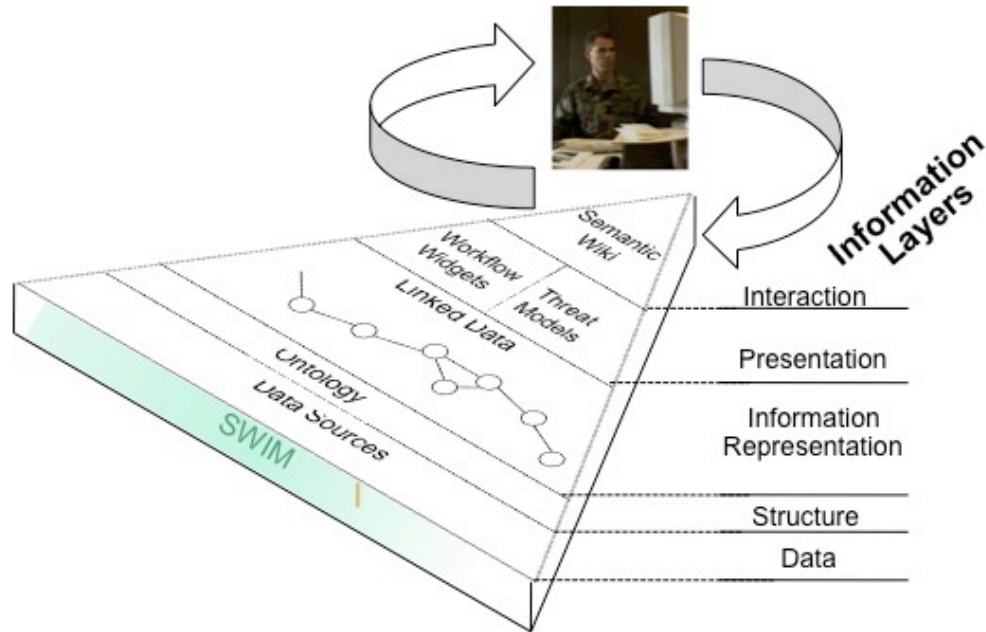 Information
Layers
Semantic
Wiki
Workflow
Widgets
Threat
Models
Linked Data
Ontology
Data Sources
SWIM
Interaction
Presentation
Information
Representation
Structure
Data